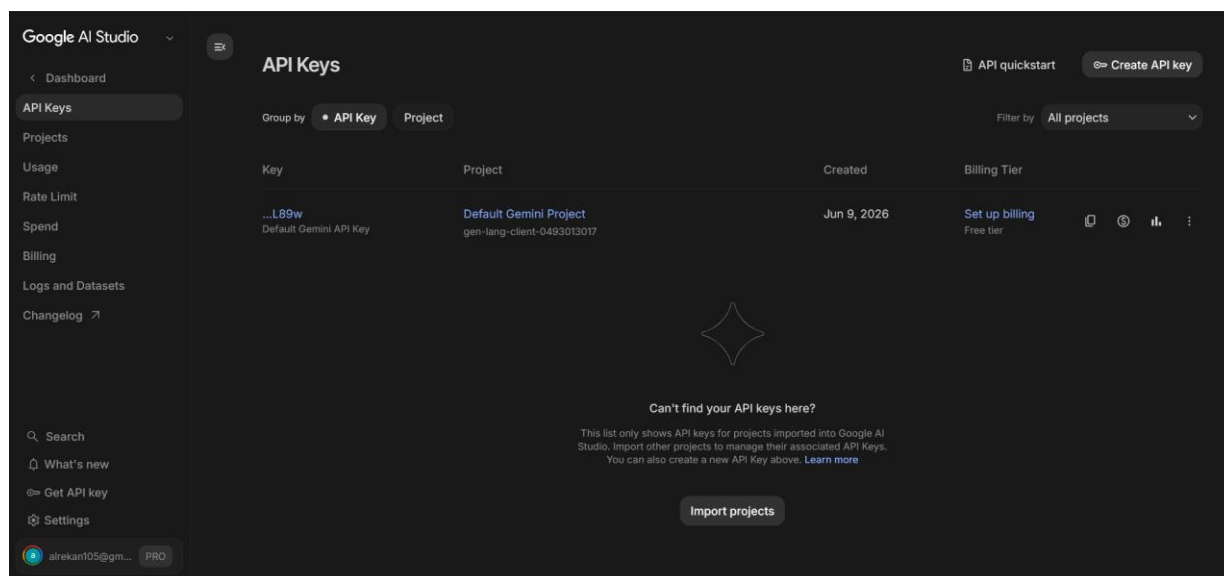 Google AI Studio
Dashboard
API Keys
Projects
Usage
Rate Limit
Spend
Billing
Logs and Datasets
Changelog
Search
What's new
Get API key
Settings
a
alrekan105@gm... PRO
API Keys
API quickstart
Create API key
Group by API Key Project
Filter by All projects
Key Project Created Billing Tier
...L89w Default Gemini Project Jun 9, 2026 Set up billing
Default Gemini API Key gen-lang-client-0493013017 Free tier
Can't find your API keys here?
This list only shows API keys for projects imported into Google AI
Studio. Import other projects to manage their associated API Keys.
You can also create a new API Key above. Learn more
Import projects